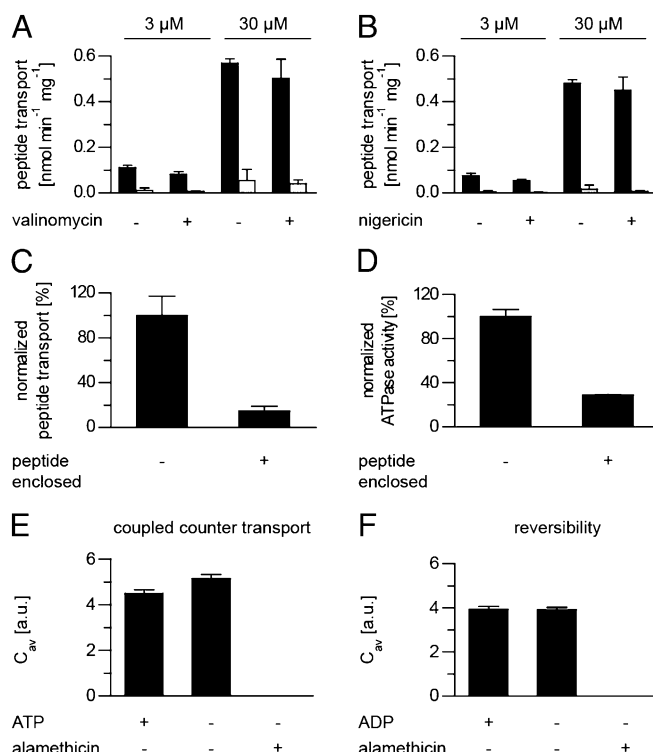 A
3 µM 30 µM
peptide transport
[nmol min-1 mg-1]
0.6
0.4
0.2
0.0
valinomycin - + - +
B
3 µM 30 µM
peptide transport
[nmol min-1 mg-1]
0.6
0.4
0.2
0.0
nigericin - + - +
C
normalized
peptide transport [%]
120
80
40
0
peptide
enclosed
- +
D
normalized
ATPase activity [%]
120
80
40
0
peptide
enclosed
- +
E coupled counter transport
Cav [a.u.]
6
4
2
0
ATP + - -
alamethicin - - +
F reversibility
Cav [a.u.]
6
4
2
0
ADP + - -
alamethicin - - +